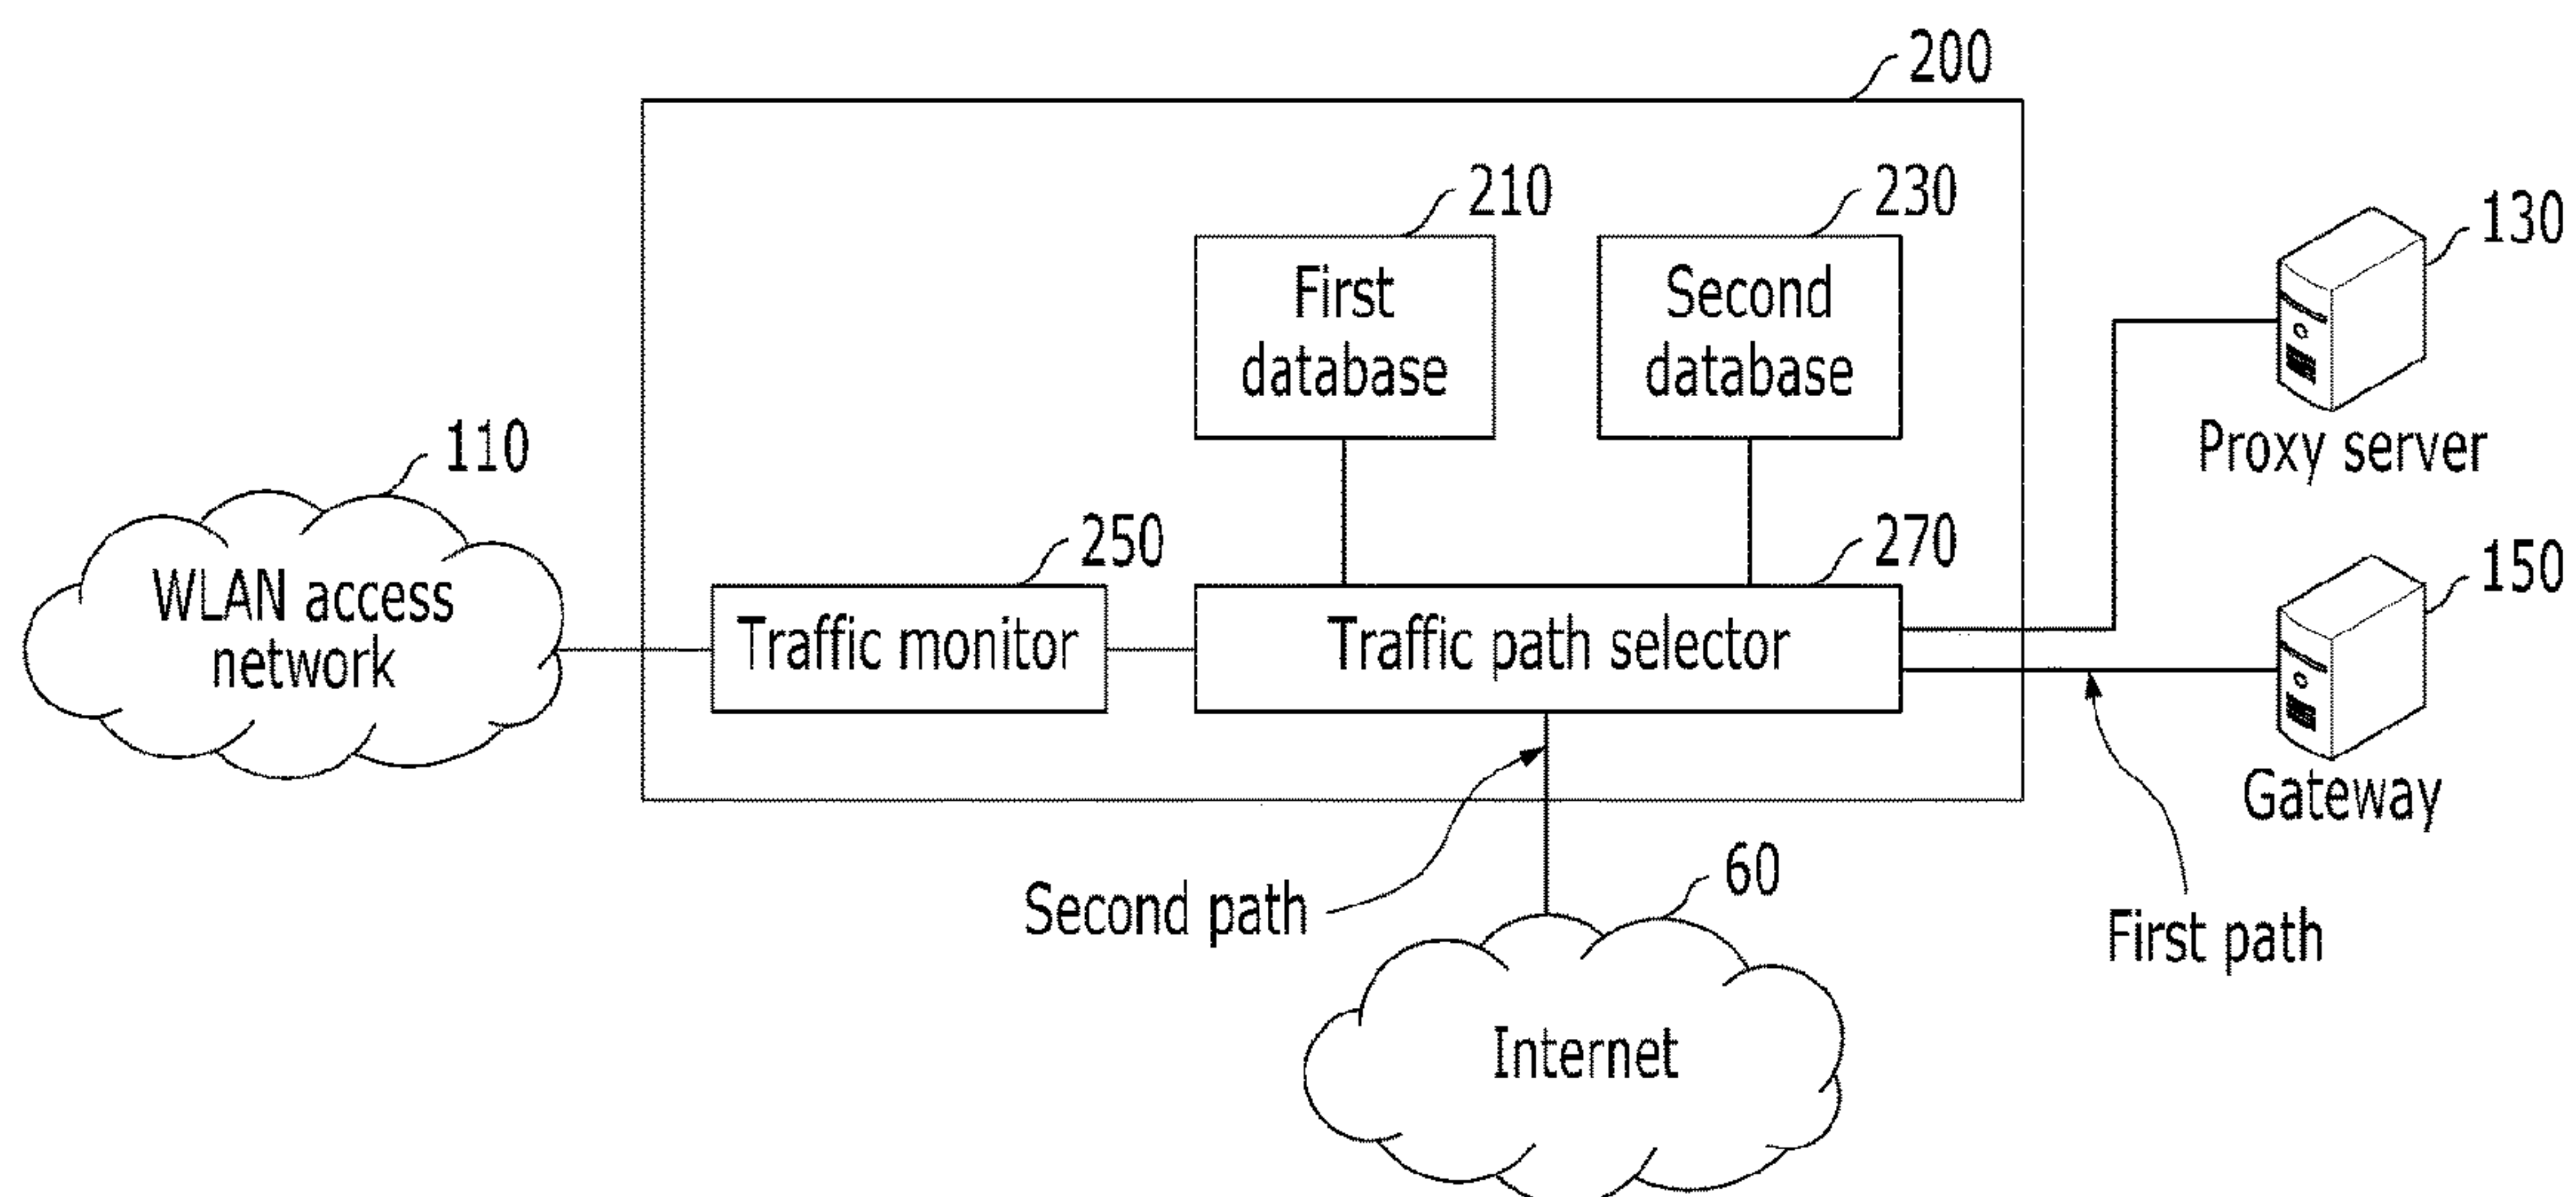 200
210
230
130
First
database
Second
database
Proxy server
110
250
270
150
WLAN access
network
Traffic monitor
Traffic path selector
Gateway
Second path
60
First path
Internet